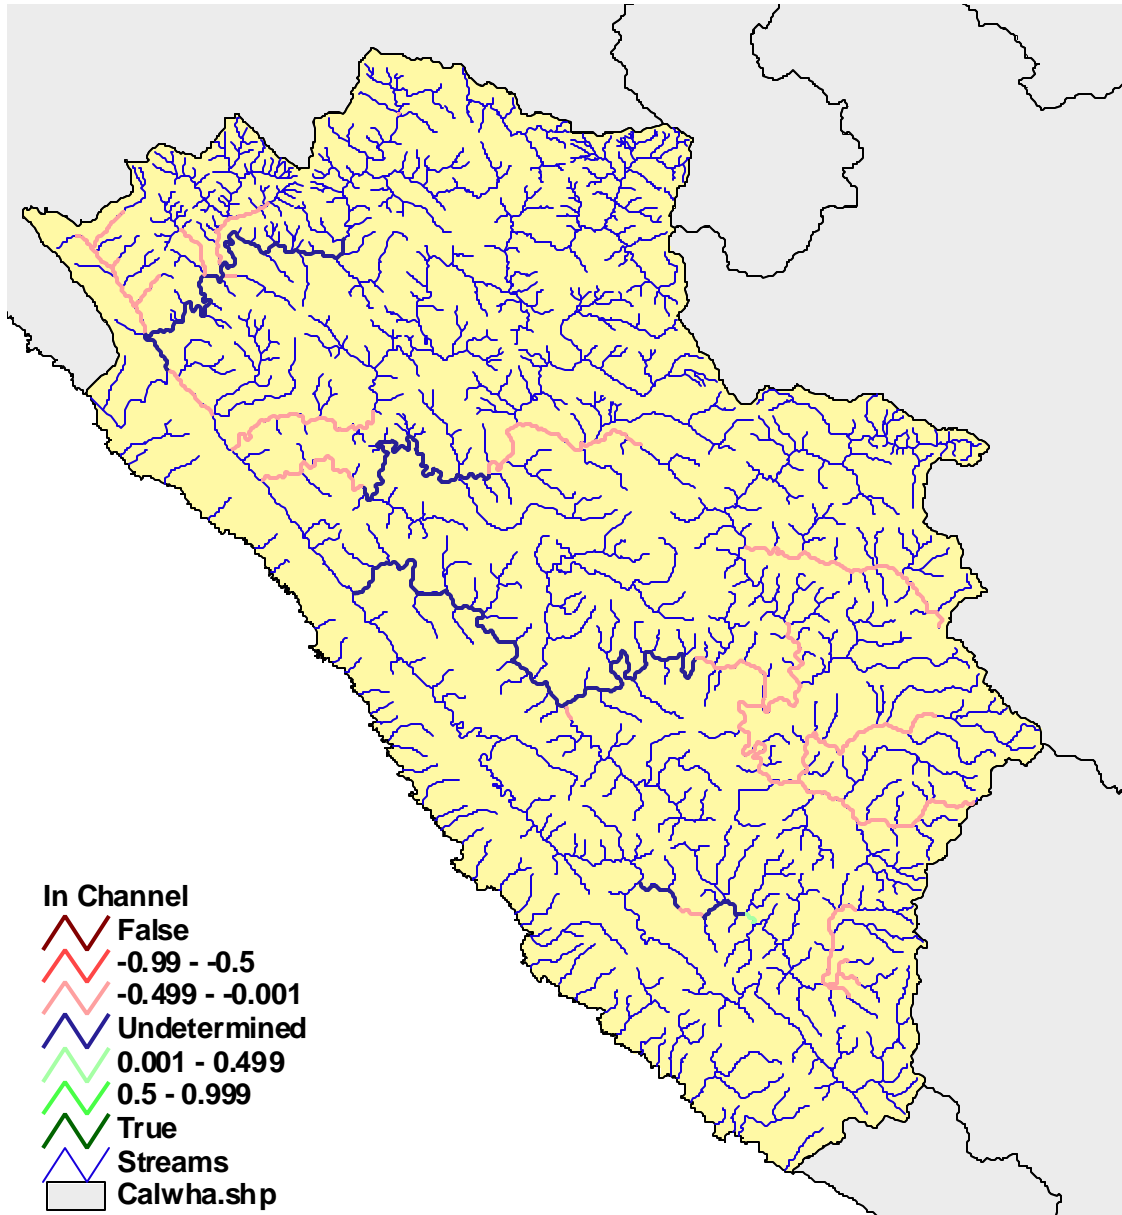 In Channel
False
-0.99 - -0.5
-0.499 - -0.001
Undetermined
0.001 - 0.499
0.5 - 0.999
True
Streams
Calwha.shp